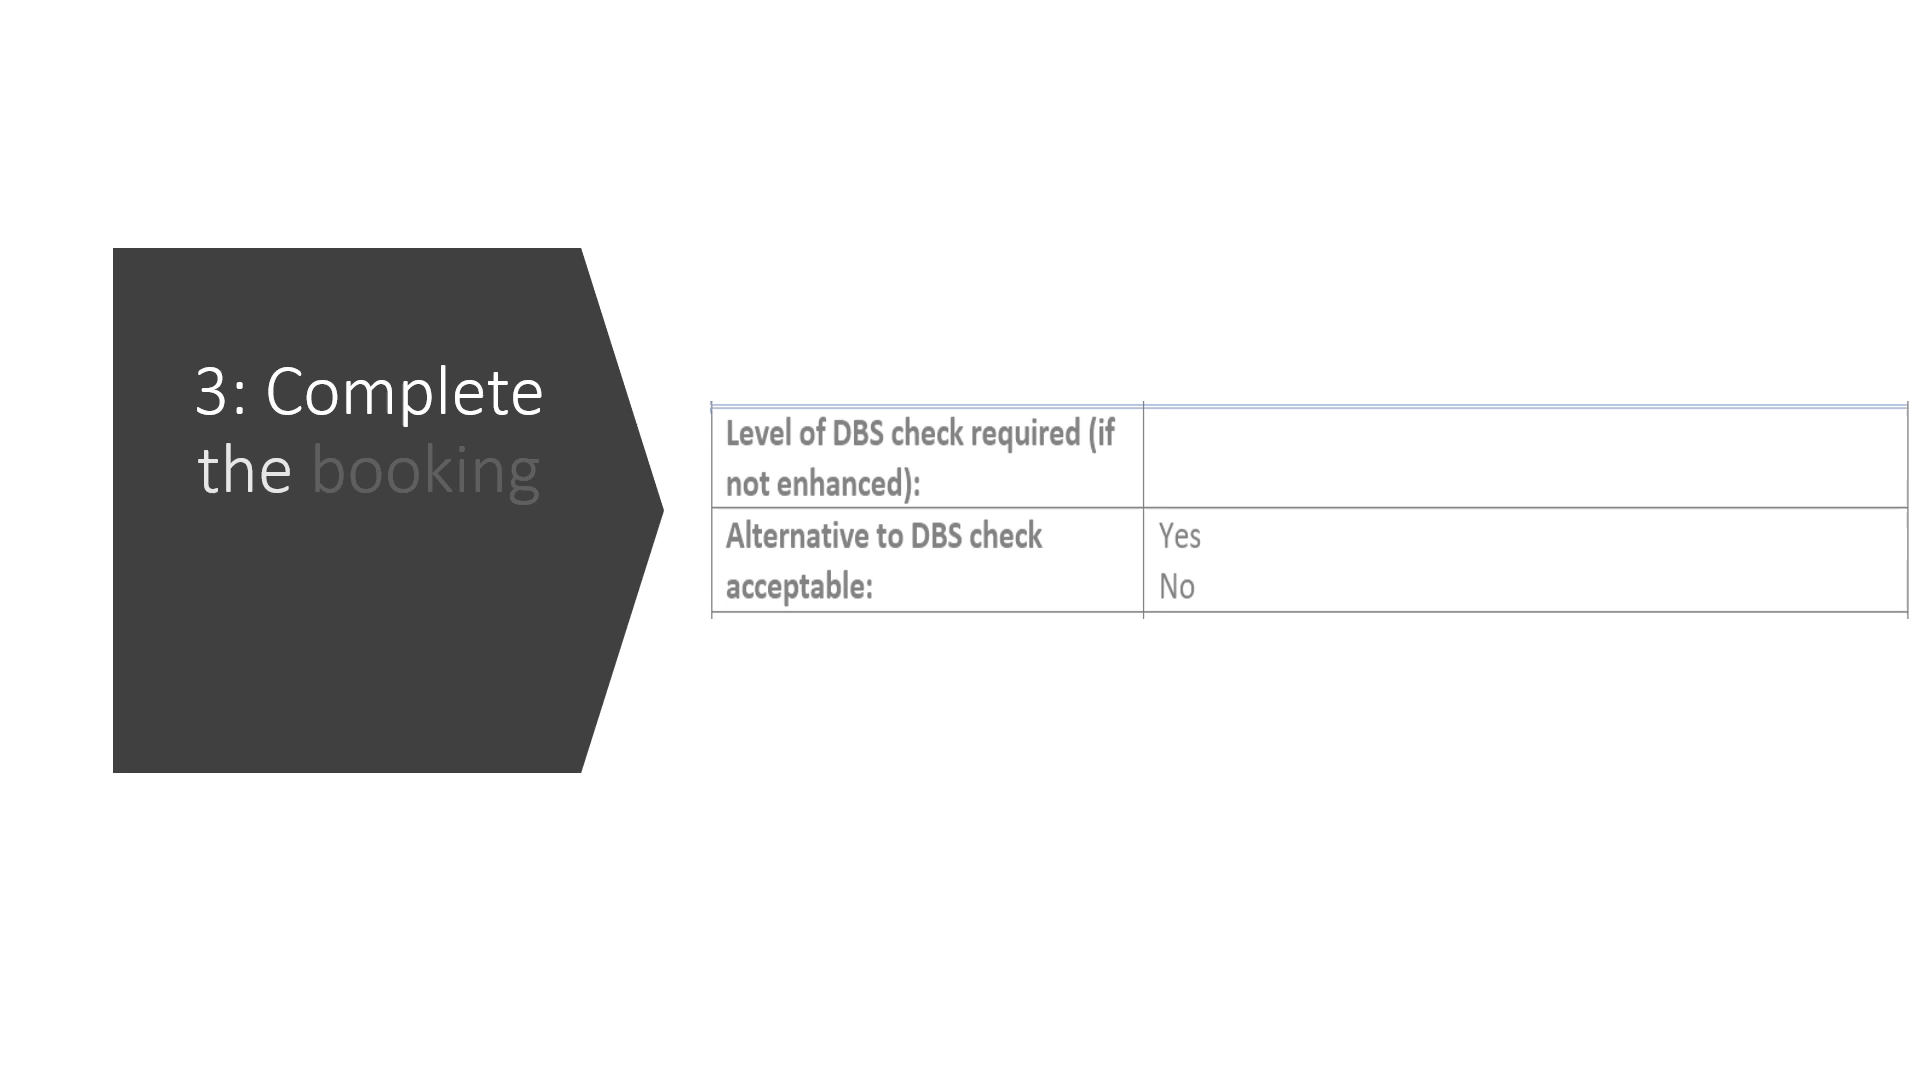 3: Complete
the booking
Level of DBS check required (if
not enhanced):
Alternative to DBS check
acceptable:
Yes
No